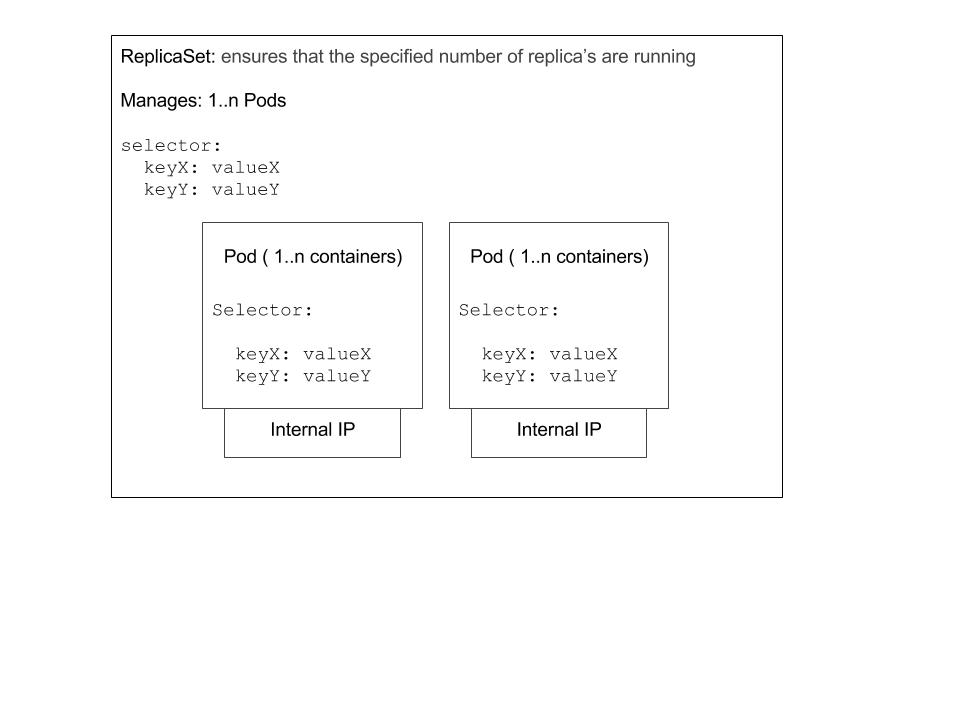 ReplicaSet: ensures that the specified number of replica’s are running
Manages: 1..n Pods
selector:
  keyX: valueX
  keyY: valueY
Pod ( 1..n containers)
Selector:
  keyX: valueX
  keyY: valueY
Internal IP
Pod ( 1..n containers)
Selector:
  keyX: valueX
  keyY: valueY
Internal IP